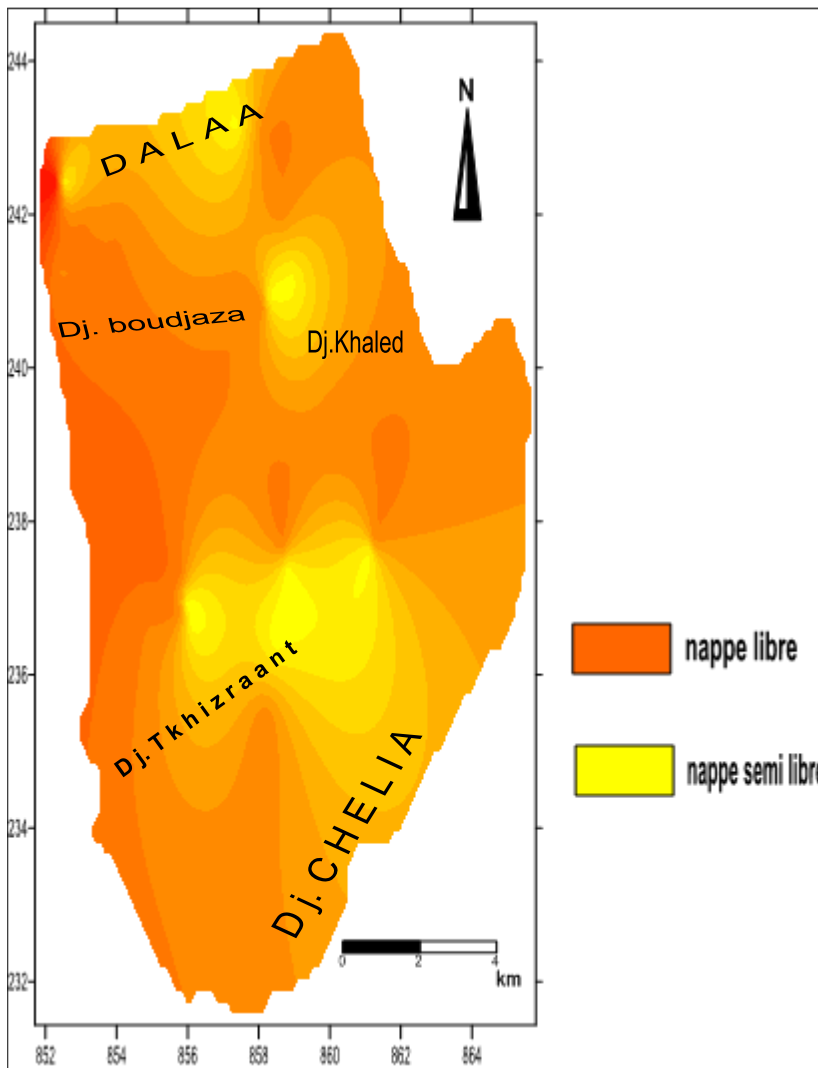 244
N
DALAA
242
Dj. boudjaza
Dj.Khaled
240
238
nappe libre
236
Dj.Tkhizraant
nappe semi libre
Dj.CHELIA
234
0 2 4
km
232
852 854 856 858 860 862 864